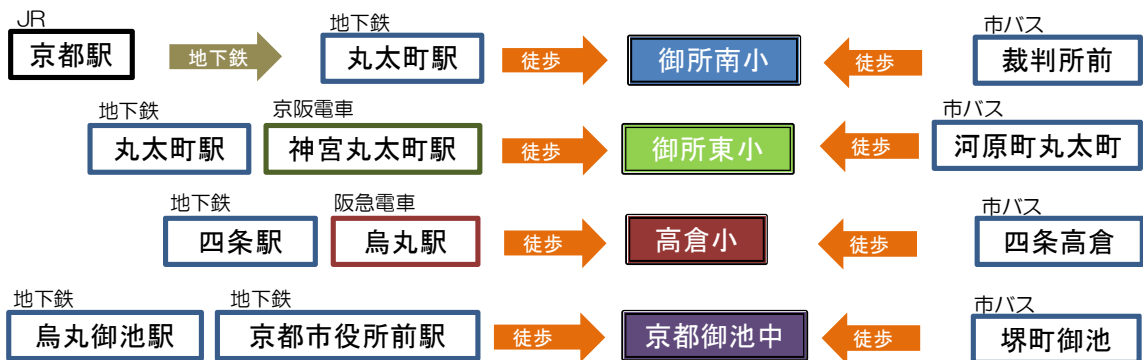 JR 地下鉄 市バス
京都駅 地下鉄 丸太町駅 徒歩 御所南小 徒歩 裁判所前
地下鉄 京阪電車 市バス
丸太町駅 神宮丸太町駅 徒歩 御所東小 徒歩 河原町丸太町
地下鉄 阪急電車 市バス
四条駅 烏丸駅 徒歩 高倉小 徒歩 四条高倉
地下鉄 地下鉄 市バス
烏丸御池駅 京都市役所前駅 徒歩 京都御池中 徒歩 堺町御池